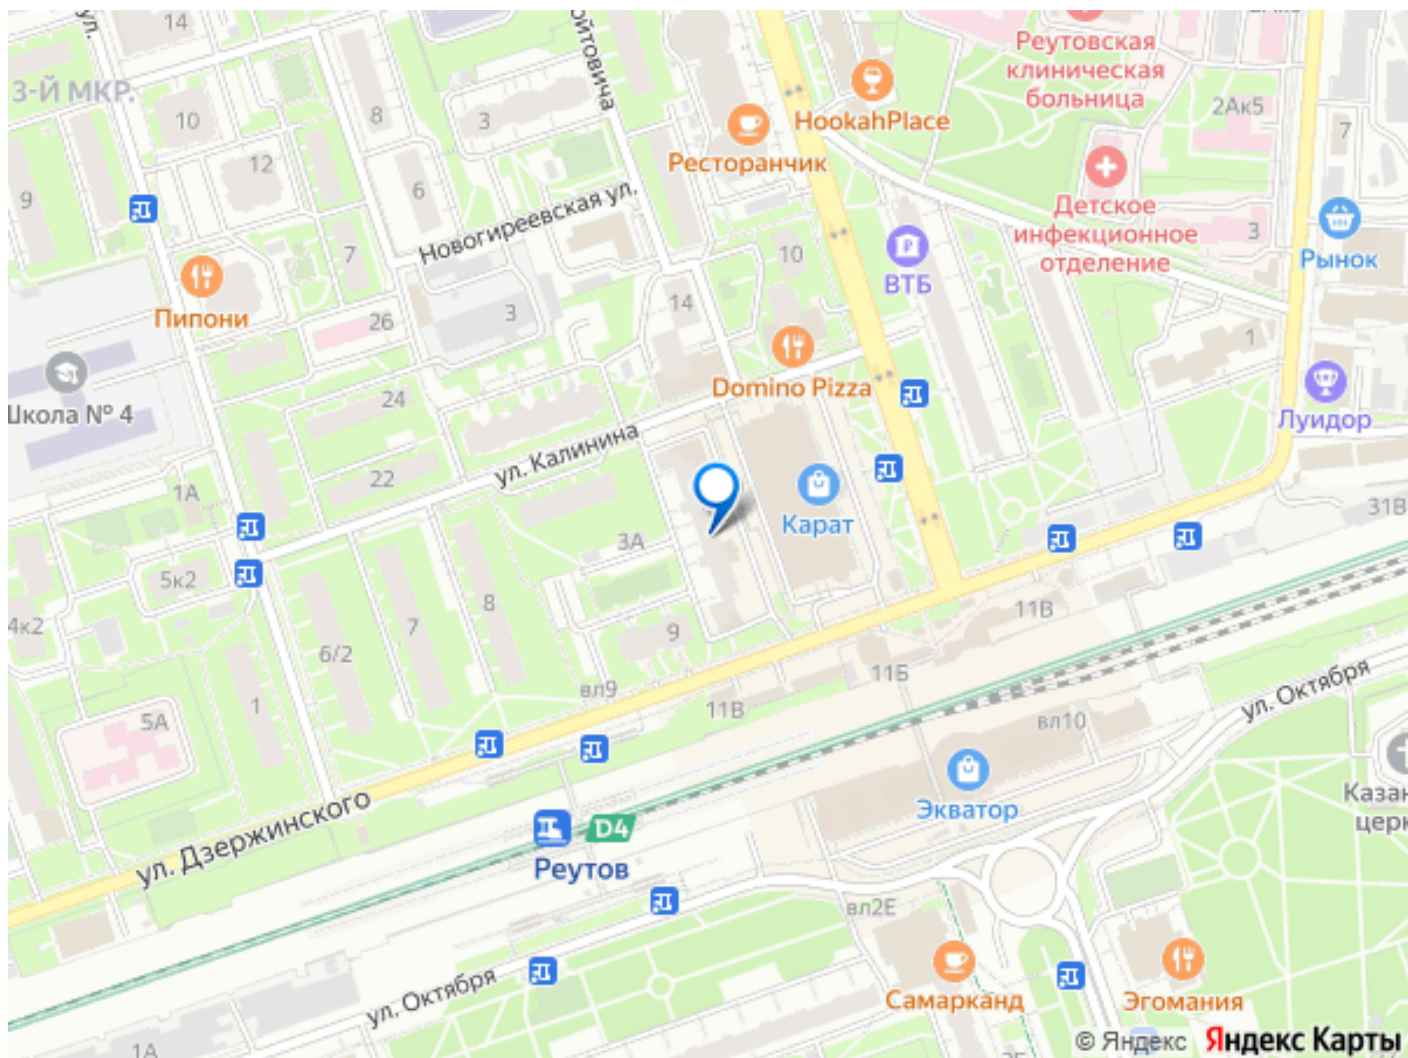 14
3-Й МКР.
10
8
3
12
9
6
7
Новогиреевская ул.
Ресторанчик
HookahPlace
Реутовская
клиническая
больница
2Ак5
7
Детское
инфекционное
отделение
3
Рынок
ВТБ
10
Пипони
26
3
14
1
Школа № 4
24
Domino Pizza
Луидор
ул. Калинина
22
1А
Карат
31В
3А
5к2
8
11В
4к2
7
9
6/2
11Б
вл9
ул. Октября
5А
1
11В
вл10
Экватор
ул. Дзержинского
D4
Реутов
вл2Е
ул. Октября
Самарканд
Эгомания
1А
© Яндекс Яндекс Карты